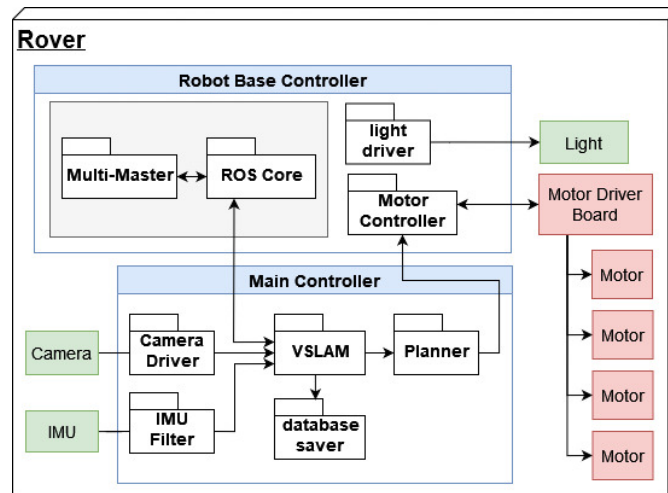 Rover
Robot Base Controller
light
driver
Light
Multi-Master
ROS Core
Motor
Controller
Motor Driver
Board
Motor
Motor
Motor
Motor
Main Controller
Camera
Camera
Driver
VSLAM
Planner
IMU
IMU
Filter
database
saver